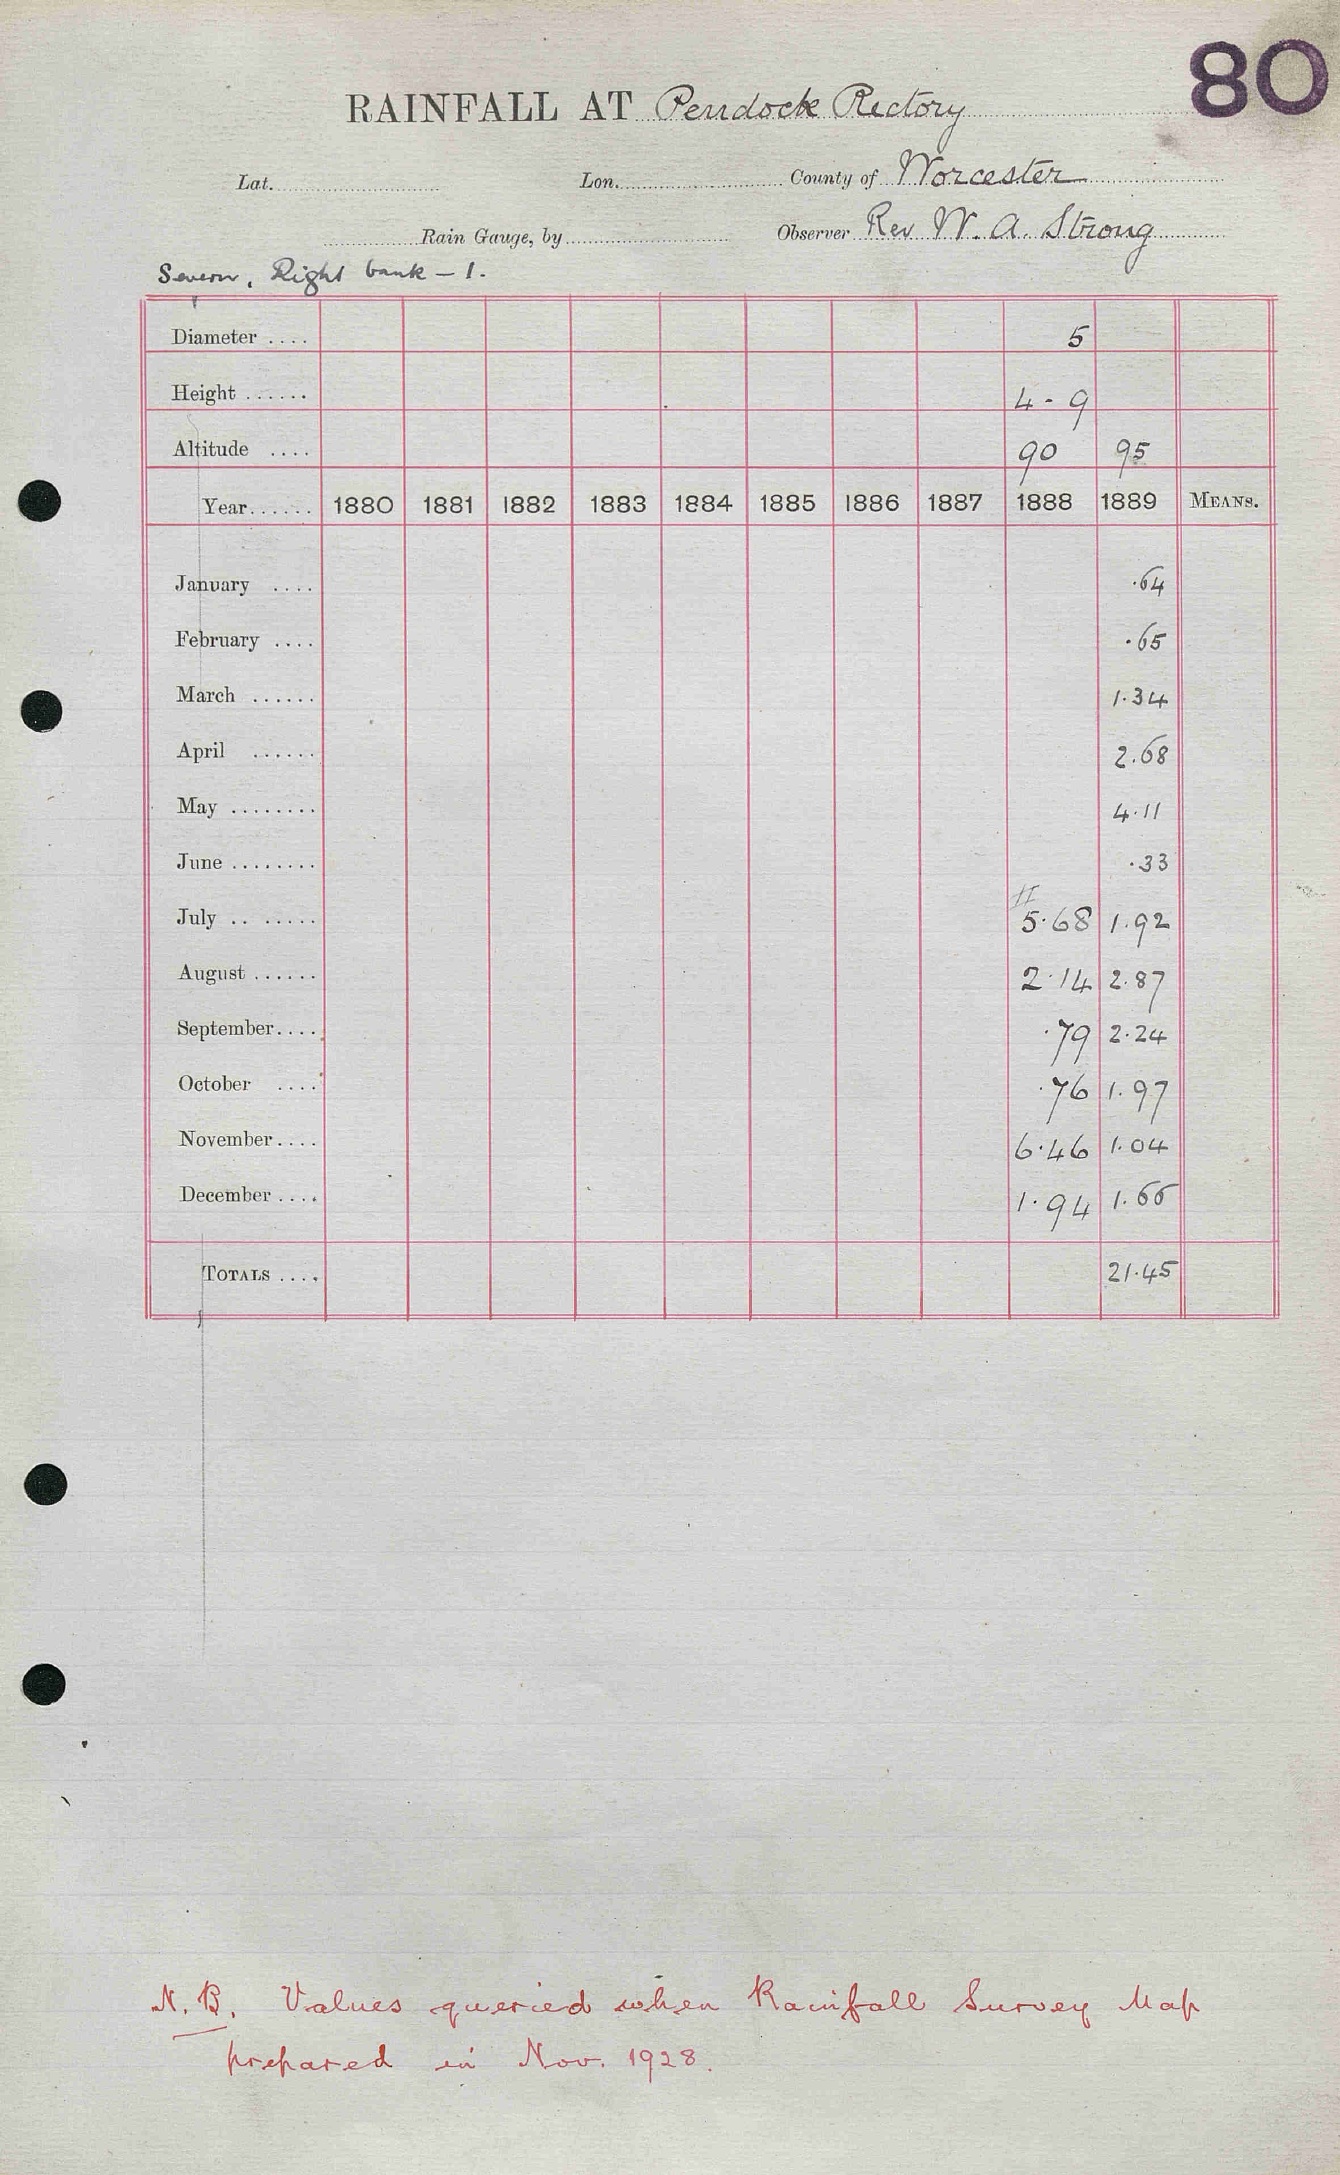 80
RAINFALL AT Pendock Rectory
Lat. Lon. County of Worcester
Rain Gauge, by Observer Rev W. A. Strong
Severn, Right bank - 1.
Diameter .... 5
Height ...... 4 - 9
Altitude .... 90 95
Year...... 1880 1881 1882 1883 1884 1885 1886 1887 1888 1889 MEANS.
January .... .64
February .... .65
March ...... 1.34
April ...... 2.68
May ........ 4.11
June ........ .33
July .. ..... 5.68 1.92
August ...... 2.14 2.87
September.... .79 2.24
October .... .76 1.97
November.... 6.46 1.04
December .... 1.94 1.66
TOTALS .... 21.45
N.B. Values queried when Rainfall Survey Map
prepared in Nov. 1928.